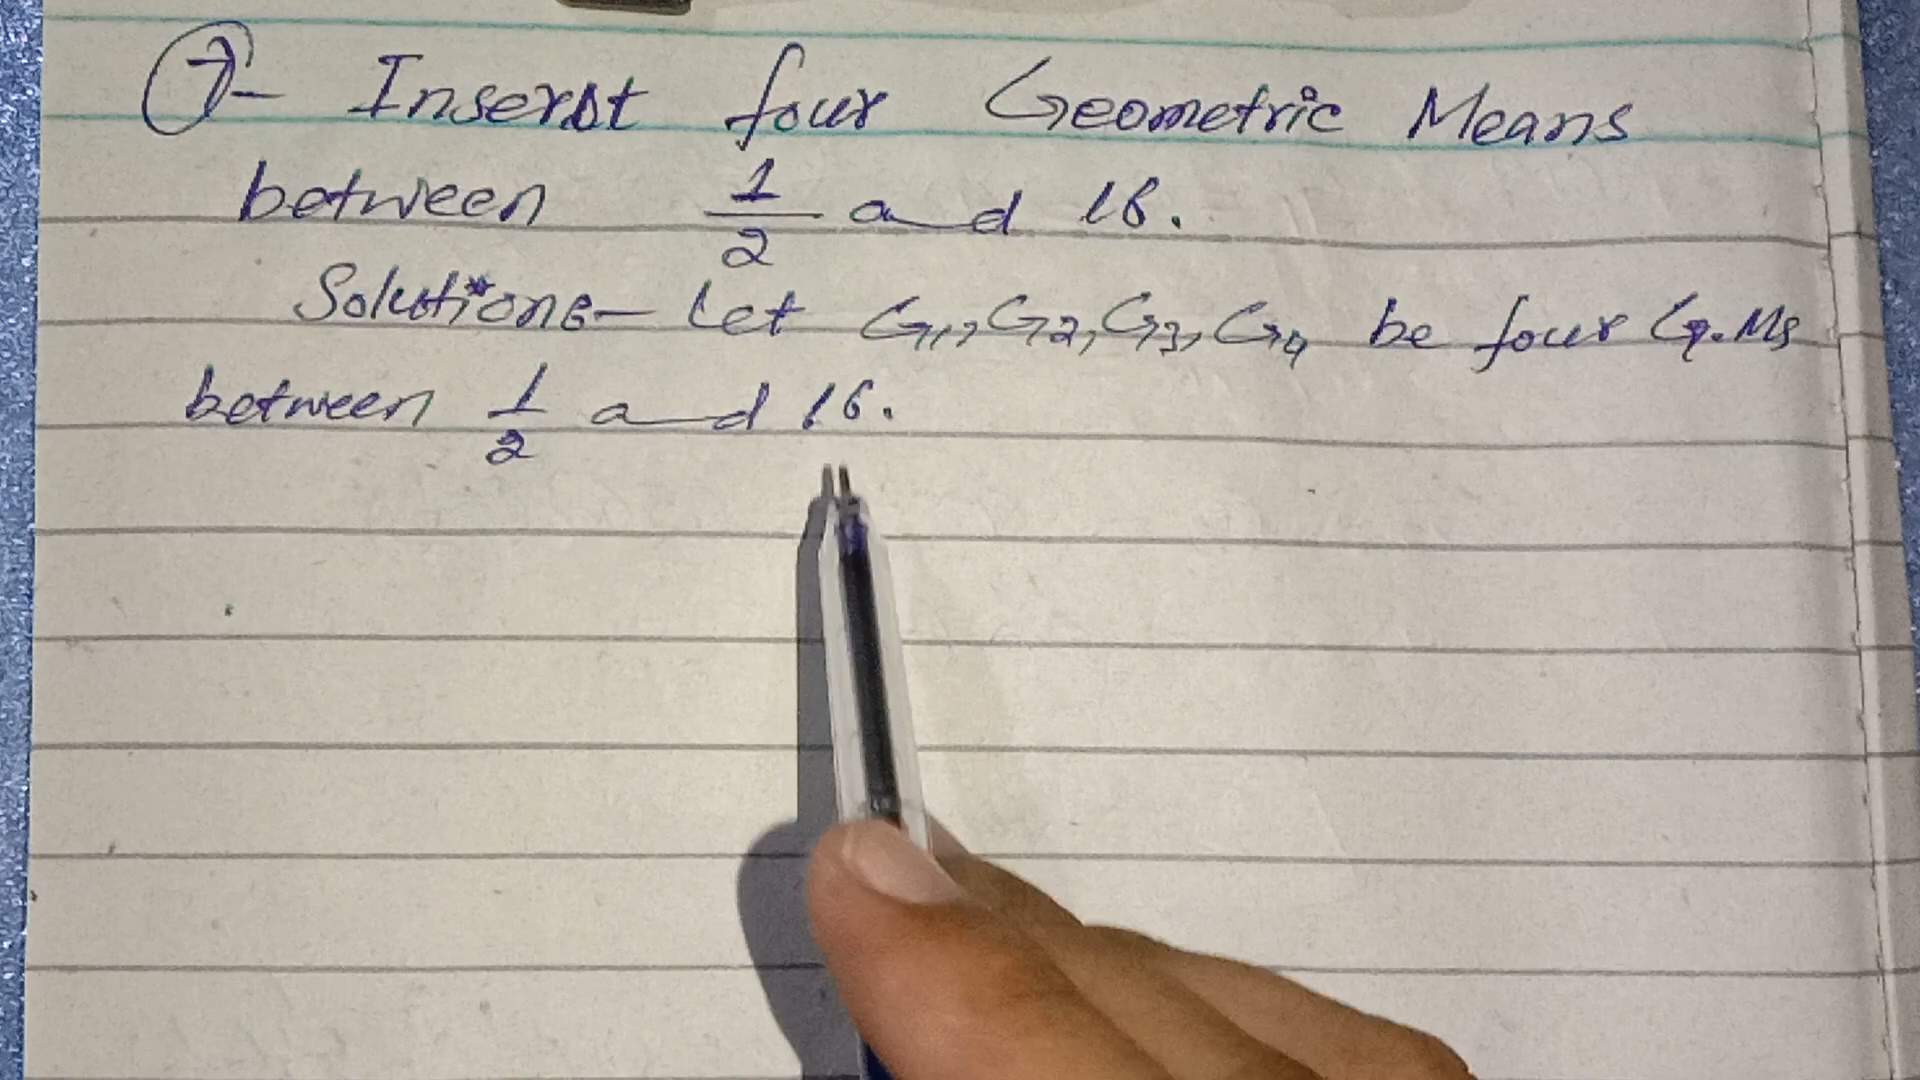 7- Insert four Geometric Means
between 1/2 and 16.
Solution:- Let G1, G2, G3, G4 be four G.Ms
between 1/2 and 16.